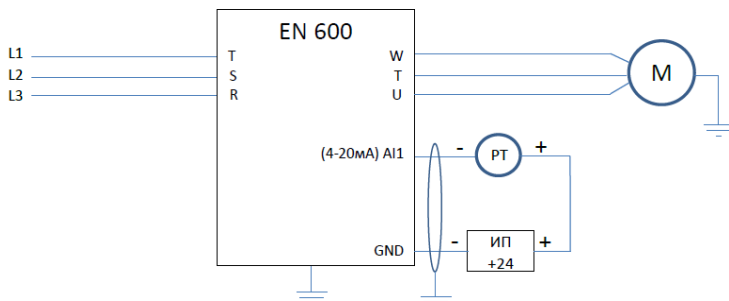 EN 600
L1 T W
L2 S T M
L3 R U
(4-20мА) AI1 - PT +
GND - ИП +
+24